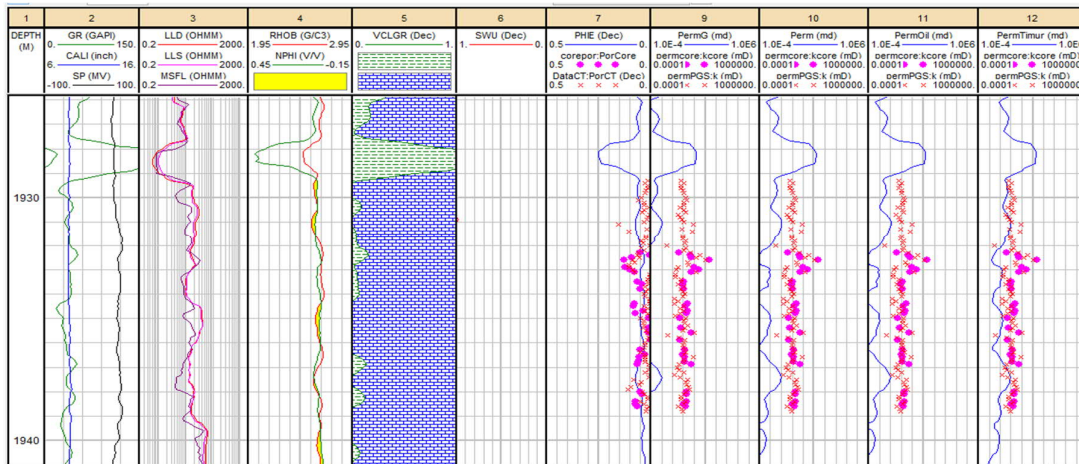 1 2 3 4 5 6 7 9 10 11 12
DEPTH (M)
GR (GAPI)
0. 150.
CALI (inch)
6. 16.
SP (MV)
-100. 100.
LLD (OHMM)
0.2 2000.
LLS (OHMM)
0.2 2000.
MSFL (OHMM)
0.2 2000.
RHOB (G/C3)
1.95 2.95
NPHI (V/V)
0.45 -0.15
VCLGR (Dec)
0. 1.
SWU (Dec)
1. 0.
PHIE (Dec)
0.5 0.
corepor:PorCore
0.5 0.
DataCT:PorCT (Dec)
0.5 0.
PermG (md)
1.0E-4 1.0E6
permcore:kcore (mD)
0.0001 1000000.
permPGS:k (mD)
0.0001 1000000.
Perm (md)
1.0E-4 1.0E6
permcore:kcore (mD)
0.0001 1000000.
permPGS:k (mD)
0.0001 1000000.
PermOil (md)
1.0E-4 1.0E6
permcore:kcore (mD)
0.0001 1000000.
permPGS:k (mD)
0.0001 1000000.
PermTimur (md)
1.0E-4 1.0E6
permcore:kcore (mD)
0.0001 1000000.
permPGS:k (mD)
0.0001 1000000.
1930
1940